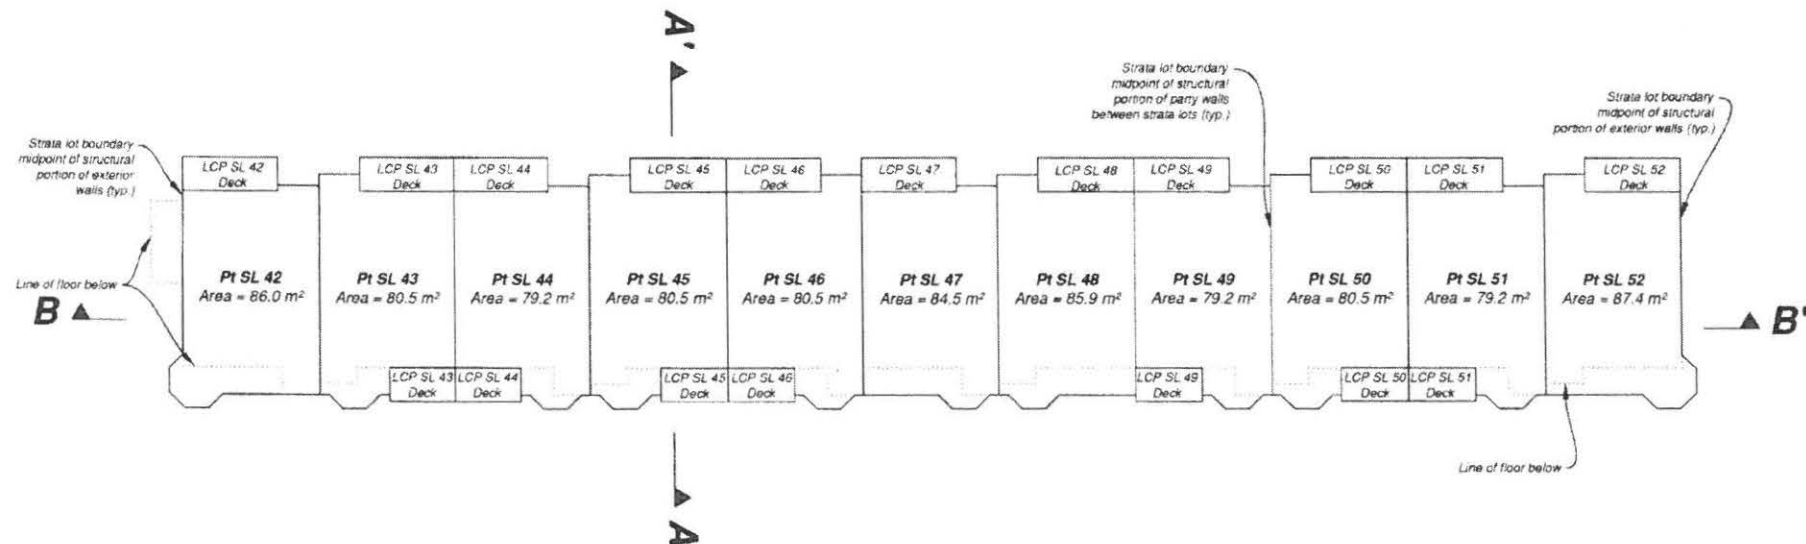 A'
Strata lot boundary
midpoint of structural
portion of party walls
between strata lots (typ.)
Strata lot boundary
midpoint of structural
portion of exterior walls (typ.)
Strata lot boundary
midpoint of structural
portion of exterior
walls (typ.)
LCP SL 42
Deck
LCP SL 43
Deck
LCP SL 44
Deck
LCP SL 45
Deck
LCP SL 46
Deck
LCP SL 47
Deck
LCP SL 48
Deck
LCP SL 49
Deck
LCP SL 50
Deck
LCP SL 51
Deck
LCP SL 52
Deck
Pt SL 42
Area = 86.0 m²
Pt SL 43
Area = 80.5 m²
Pt SL 44
Area = 79.2 m²
Pt SL 45
Area = 80.5 m²
Pt SL 46
Area = 80.5 m²
Pt SL 47
Area = 84.5 m²
Pt SL 48
Area = 85.9 m²
Pt SL 49
Area = 79.2 m²
Pt SL 50
Area = 80.5 m²
Pt SL 51
Area = 79.2 m²
Pt SL 52
Area = 87.4 m²
Line of floor below
B
B'
LCP SL 43
Deck
LCP SL 44
Deck
LCP SL 45
Deck
LCP SL 46
Deck
LCP SL 49
Deck
LCP SL 50
Deck
LCP SL 51
Deck
Line of floor below
A